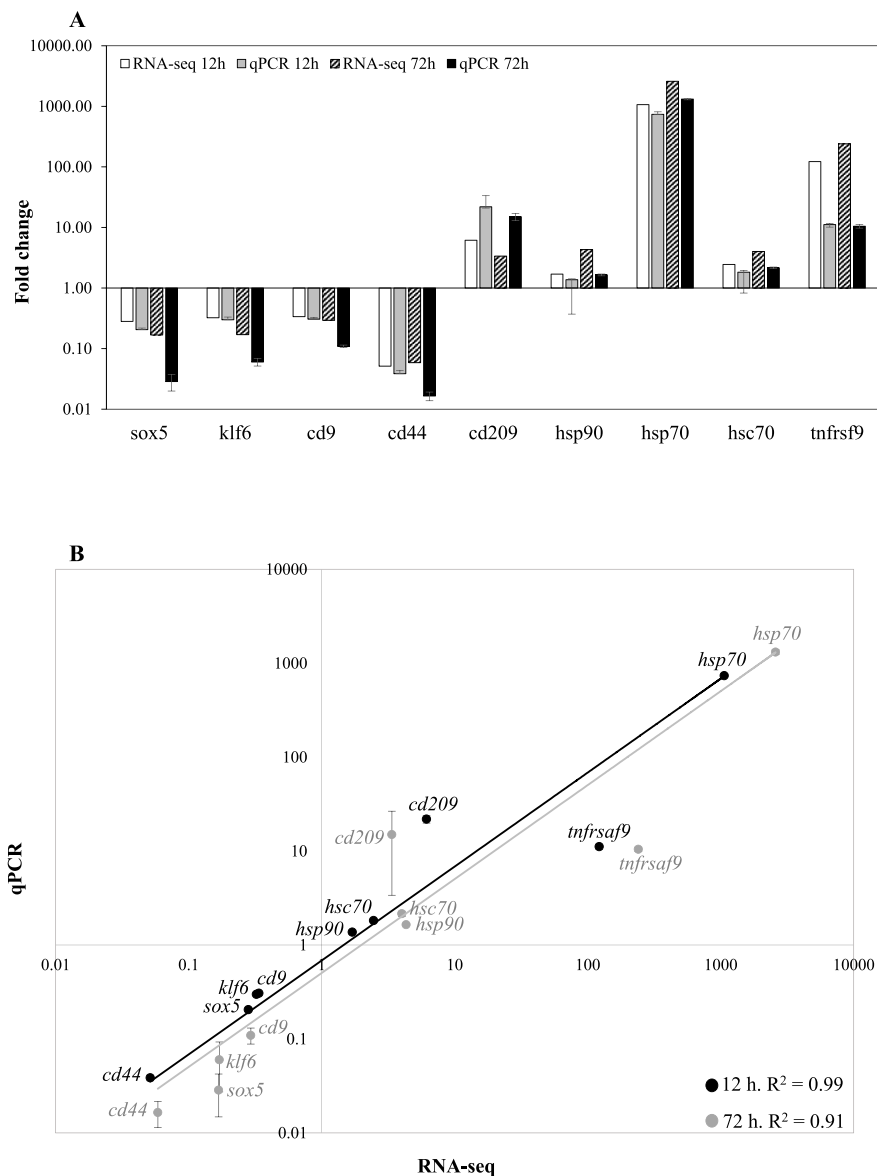 A
10000.00
RNA-seq 12h qPCR 12h RNA-seq 72h qPCR 72h
1000.00
100.00
10.00
1.00
0.10
0.01
Fold change
sox5 klf6 cd9 cd44 cd209 hsp90 hsp70 hsc70 tnfrsf9
B
10000
hsp70
1000
hsp70
100
cd209
cd209
tnfrsaf9
10
tnfrsaf9
qPCR
hsc70
hsc70
hsp90
hsp90
1
0.01 0.1 1 10 100 1000 10000
klf6 cd9
sox5
cd9
0.1
klf6
cd44
sox5
12 h. R² = 0.99
cd44
72 h. R² = 0.91
0.01
RNA-seq